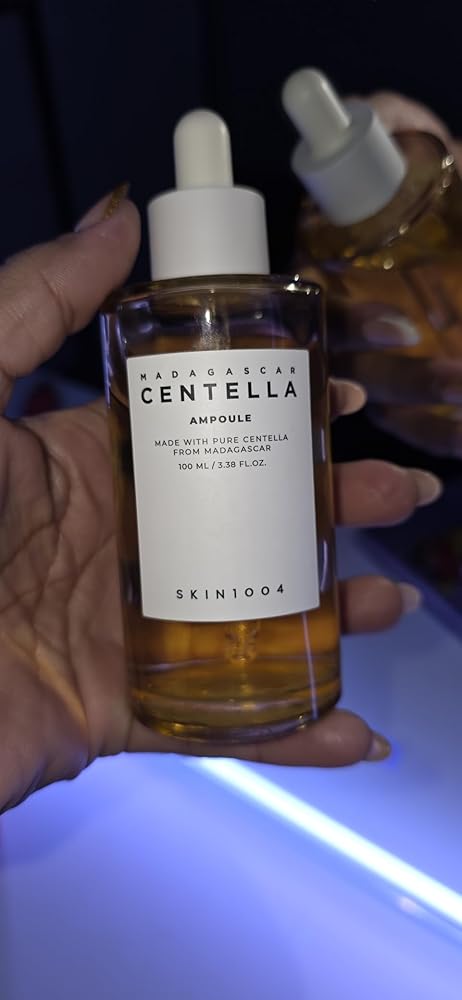 MADAGASCAR
CENTELLA
AMPOULE
MADE WITH PURE CENTELLA
FROM MADAGASCAR
100 ML / 3.38 FL.OZ.
SKIN1004